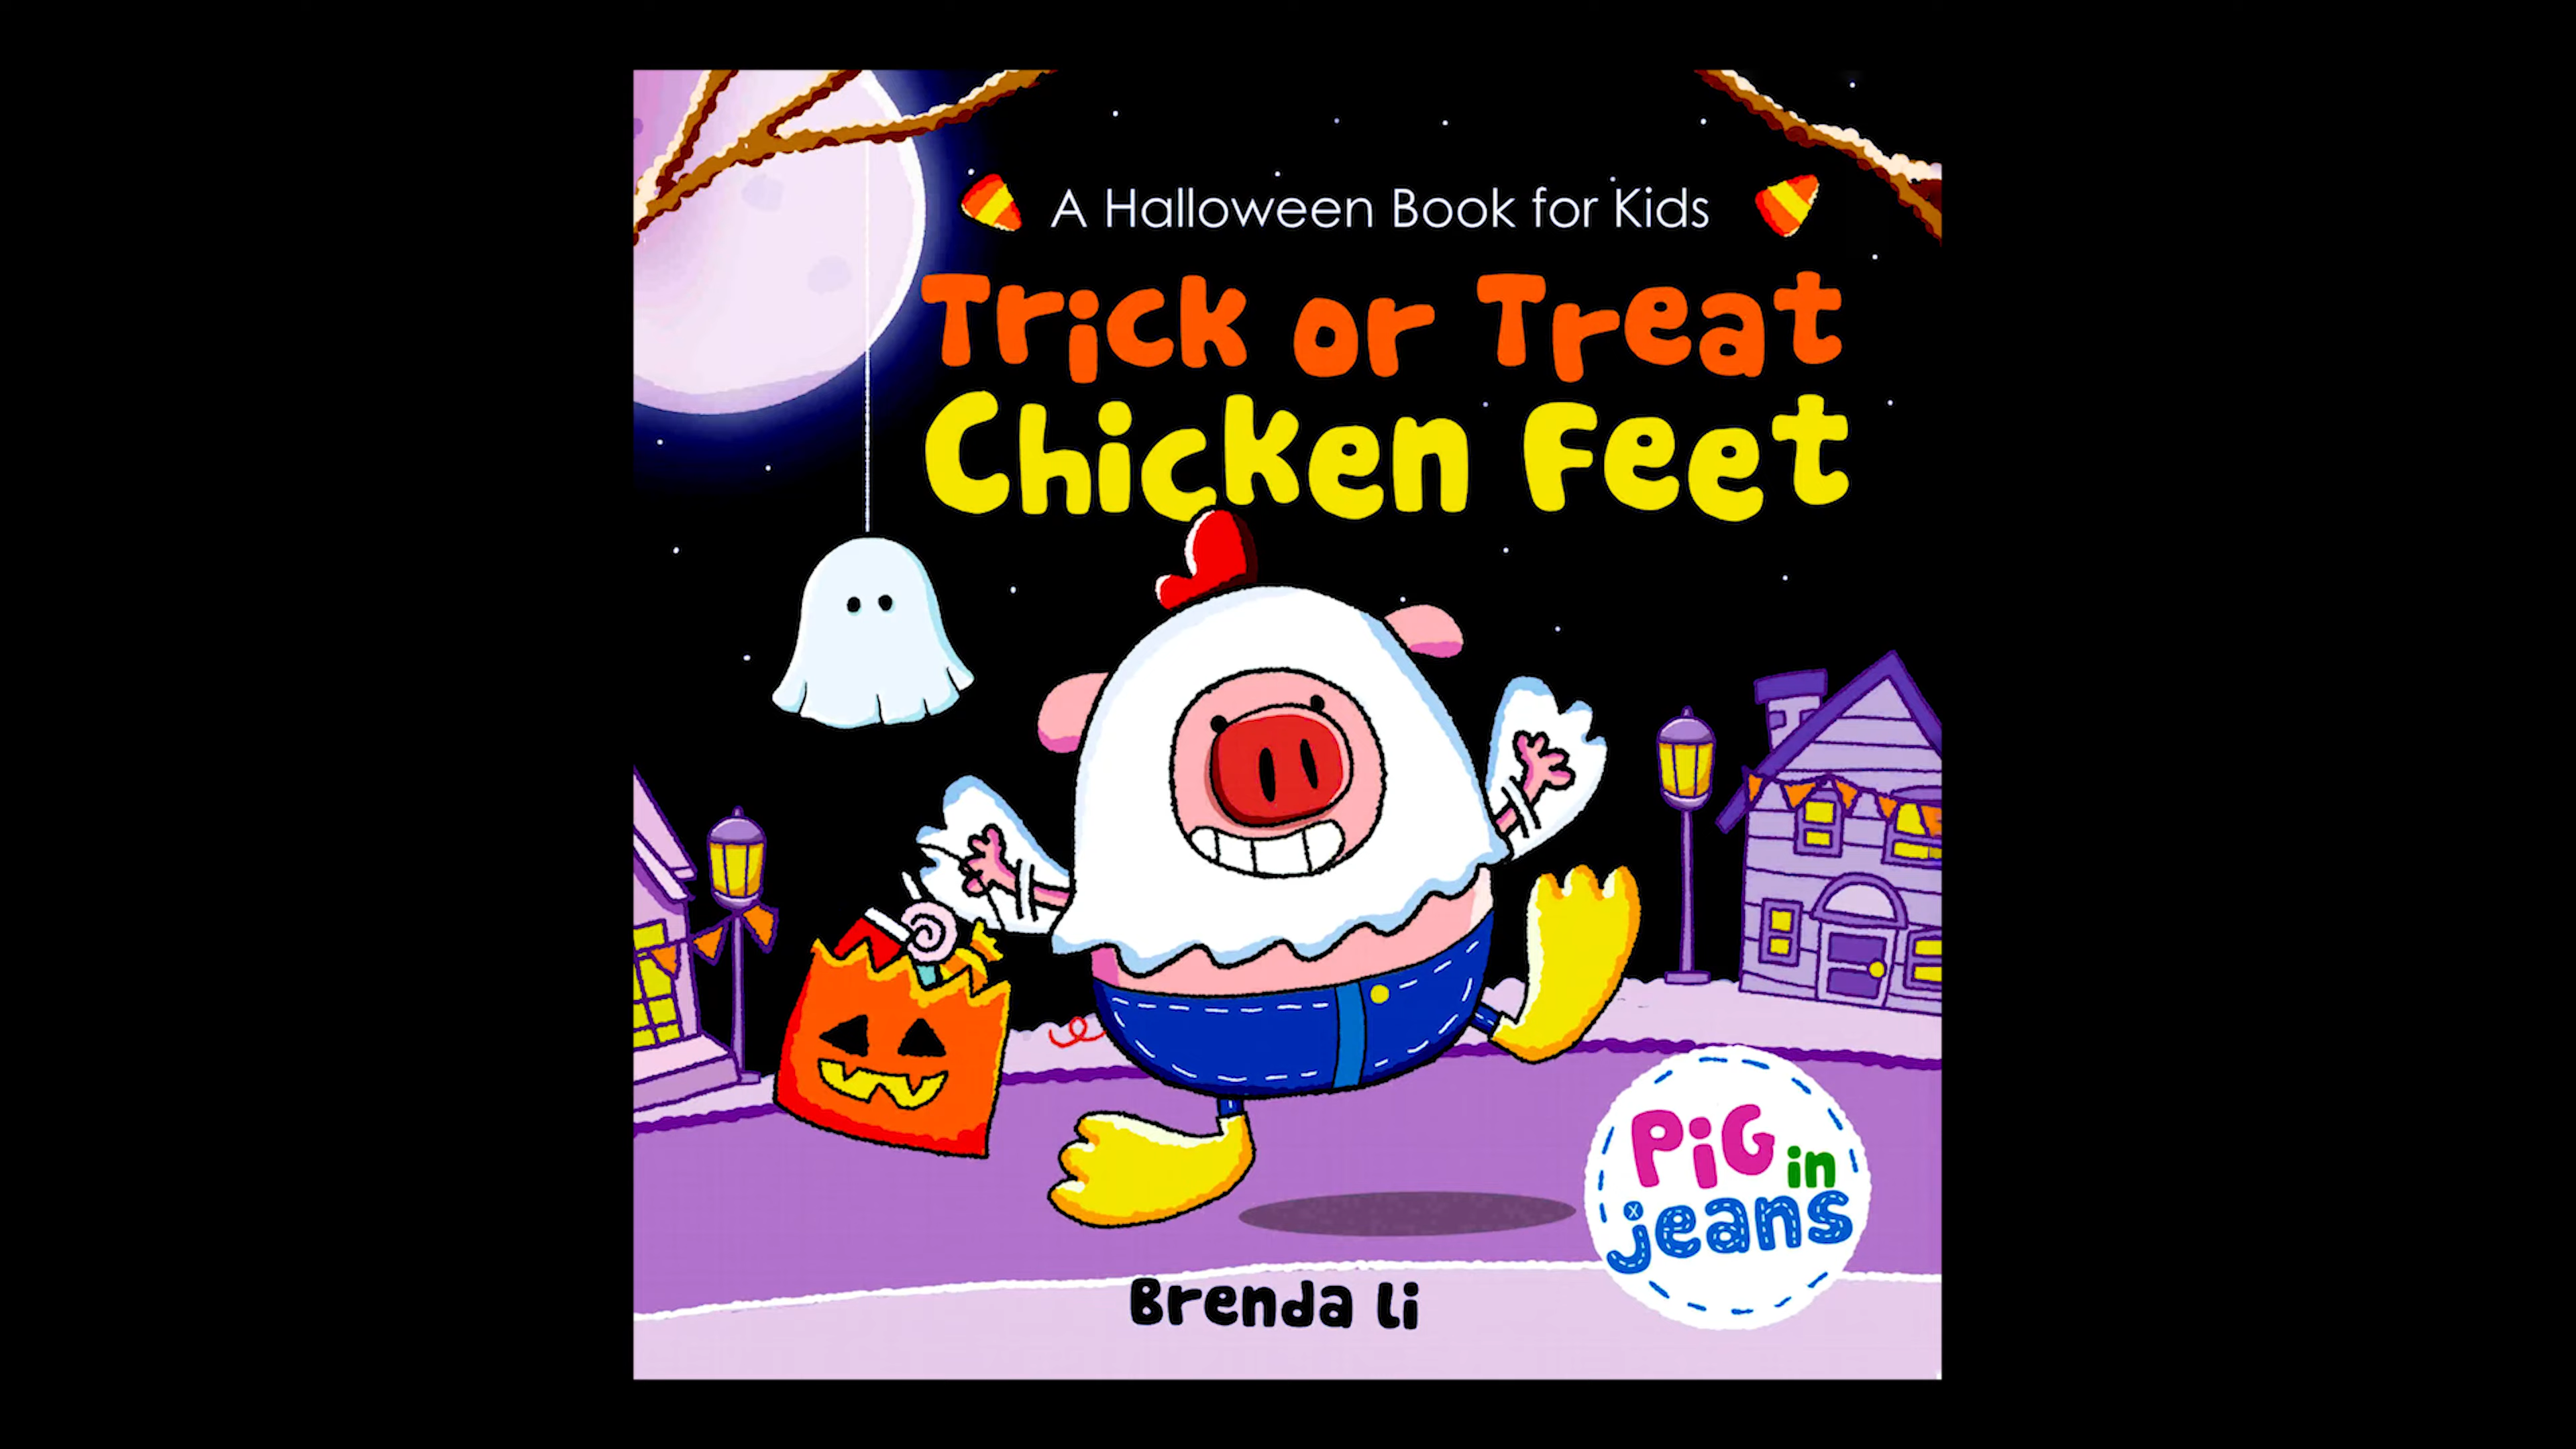 A Halloween Book for Kids
Trick or Treat
Chicken Feet
PiG in
jeans
Brenda Li